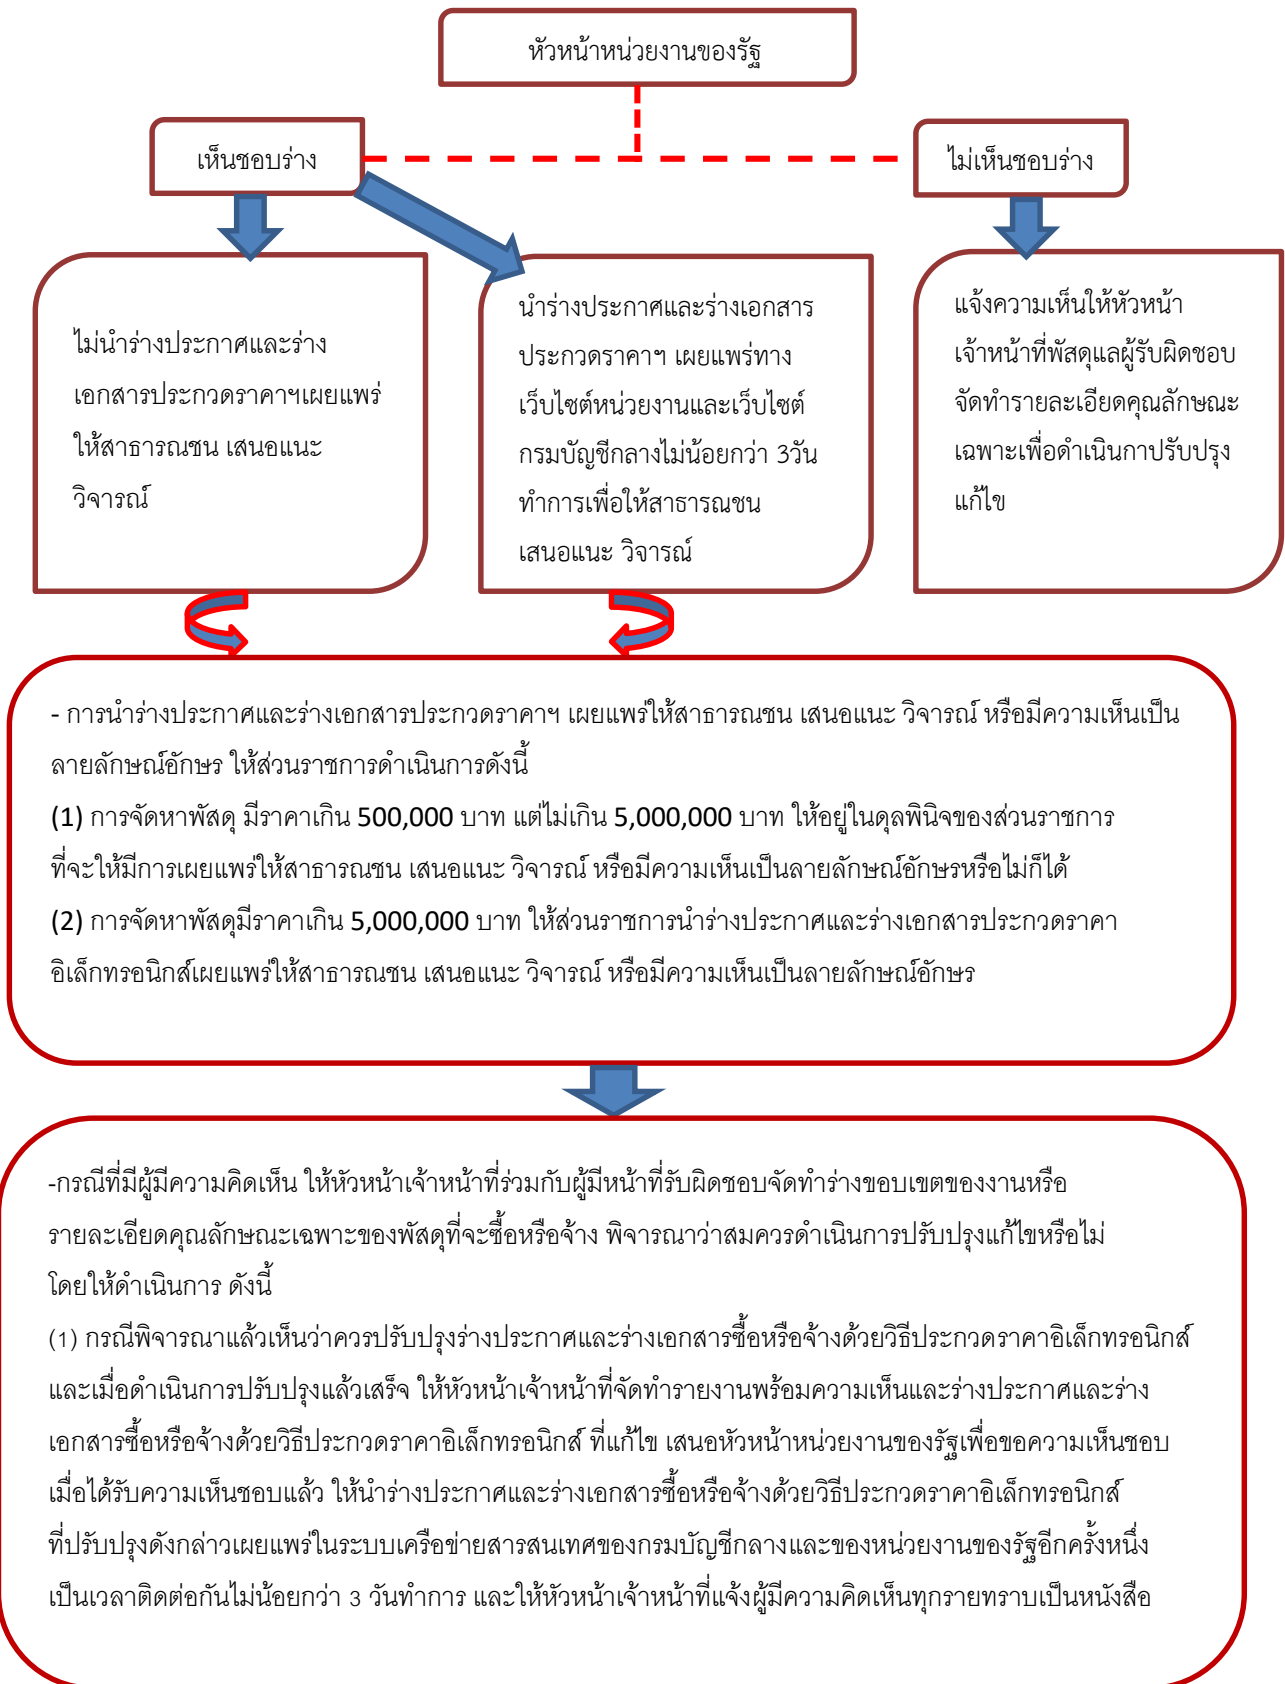 หัวหน้าหน่วยงานของรัฐ
เห็นชอบร่าง
ไม่เห็นชอบร่าง
ไม่นำร่างประกาศและร่าง
เอกสารประกวดราคาฯเผยแพร่
ให้สาธารณชน เสนอแนะ
วิจารณ์
นำร่างประกาศและร่างเอกสาร
ประกวดราคาฯ เผยแพร่ทาง
เว็บไซต์หน่วยงานและเว็บไซต์
กรมบัญชีกลางไม่น้อยกว่า 3วัน
ทำการเพื่อให้สาธารณชน
เสนอแนะ วิจารณ์
แจ้งความเห็นให้หัวหน้า
เจ้าหน้าที่พัสดุแลผู้รับผิดชอบ
จัดทำรายละเอียดคุณลักษณะ
เฉพาะเพื่อดำเนินกาปรับปรุง
แก้ไข
- การนำร่างประกาศและร่างเอกสารประกวดราคาฯ เผยแพร่ให้สาธารณชน เสนอแนะ วิจารณ์ หรือมีความเห็นเป็น
ลายลักษณ์อักษร ให้ส่วนราชการดำเนินการดังนี้
(1) การจัดหาพัสดุ มีราคาเกิน 500,000 บาท แต่ไม่เกิน 5,000,000 บาท ให้อยู่ในดุลพินิจของส่วนราชการ
ที่จะให้มีการเผยแพร่ให้สาธารณชน เสนอแนะ วิจารณ์ หรือมีความเห็นเป็นลายลักษณ์อักษรหรือไม่ก็ได้
(2) การจัดหาพัสดุมีราคาเกิน 5,000,000 บาท ให้ส่วนราชการนำร่างประกาศและร่างเอกสารประกวดราคา
อิเล็กทรอนิกส์เผยแพร่ให้สาธารณชน เสนอแนะ วิจารณ์ หรือมีความเห็นเป็นลายลักษณ์อักษร
-กรณีที่มีผู้มีความคิดเห็น ให้หัวหน้าเจ้าหน้าที่ร่วมกับผู้มีหน้าที่รับผิดชอบจัดทำร่างขอบเขตของงานหรือ
รายละเอียดคุณลักษณะเฉพาะของพัสดุที่จะซื้อหรือจ้าง พิจารณาว่าสมควรดำเนินการปรับปรุงแก้ไขหรือไม่
โดยให้ดำเนินการ ดังนี้
(1) กรณีพิจารณาแล้วเห็นว่าควรปรับปรุงร่างประกาศและร่างเอกสารซื้อหรือจ้างด้วยวิธีประกวดราคาอิเล็กทรอนิกส์
และเมื่อดำเนินการปรับปรุงแล้วเสร็จ ให้หัวหน้าเจ้าหน้าที่จัดทำรายงานพร้อมความเห็นและร่างประกาศและร่าง
เอกสารซื้อหรือจ้างด้วยวิธีประกวดราคาอิเล็กทรอนิกส์ ที่แก้ไข เสนอหัวหน้าหน่วยงานของรัฐเพื่อขอความเห็นชอบ
เมื่อได้รับความเห็นชอบแล้ว ให้นำร่างประกาศและร่างเอกสารซื้อหรือจ้างด้วยวิธีประกวดราคาอิเล็กทรอนิกส์
ที่ปรับปรุงดังกล่าวเผยแพร่ในระบบเครือข่ายสารสนเทศของกรมบัญชีกลางและของหน่วยงานของรัฐอีกครั้งหนึ่ง
เป็นเวลาติดต่อกันไม่น้อยกว่า 3 วันทำการ และให้หัวหน้าเจ้าหน้าที่แจ้งผู้มีความคิดเห็นทุกรายทราบเป็นหนังสือ